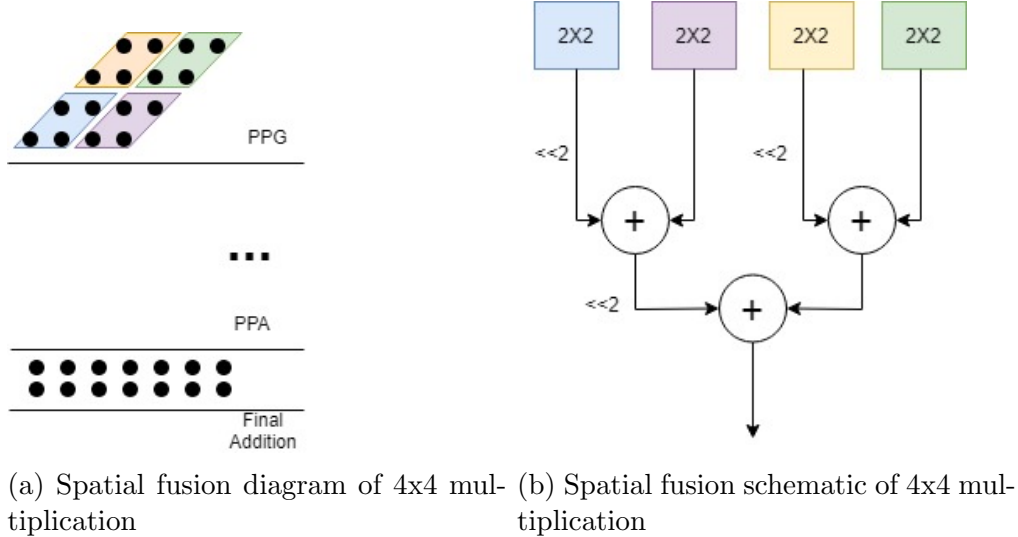 PPG
...
PPA
Final
Addition
2X2 2X2 2X2 2X2
<<2 <<2
+ +
<<2
+
(a) Spatial fusion diagram of 4x4 mul-
tiplication
(b) Spatial fusion schematic of 4x4 mul-
tiplication